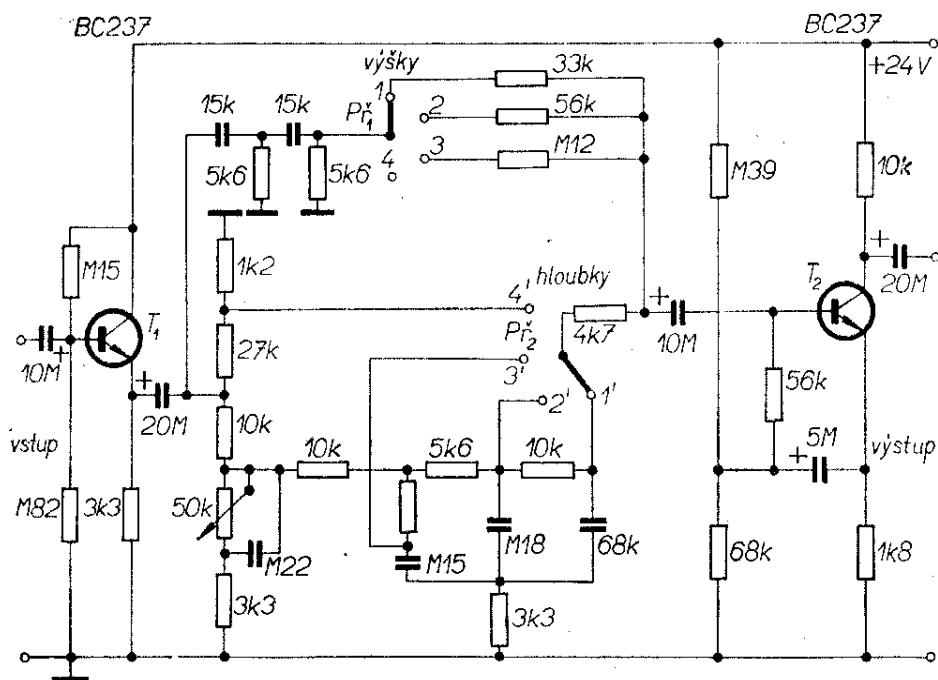 BC237
BC237
+24V
výšky
33k
1
Př₁
2
56k
3
M12
4
15k
15k
5k6
5k6
M39
10k
M15
1k2
hloubky
4'
Př₂
3'
2'
1'
4k7
+
10M
T₂
+
20M
T₁
+
10M
27k
+
20M
56k
vstup
10k
10k
5k6
10k
+
5M
výstup
M82
3k3
50k
M22
M15
M18
68k
68k
1k8
3k3
3k3